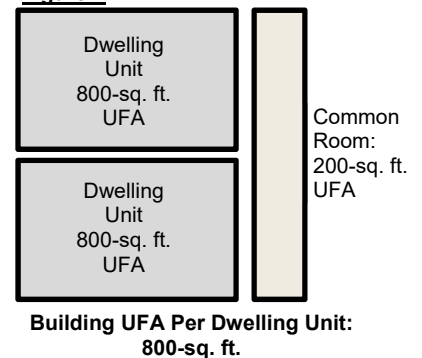 Dwelling
Unit
800-sq. ft.
UFA
Common
Room:
200-sq. ft.
UFA
Dwelling
Unit
800-sq. ft.
UFA
Building UFA Per Dwelling Unit:
800-sq. ft.